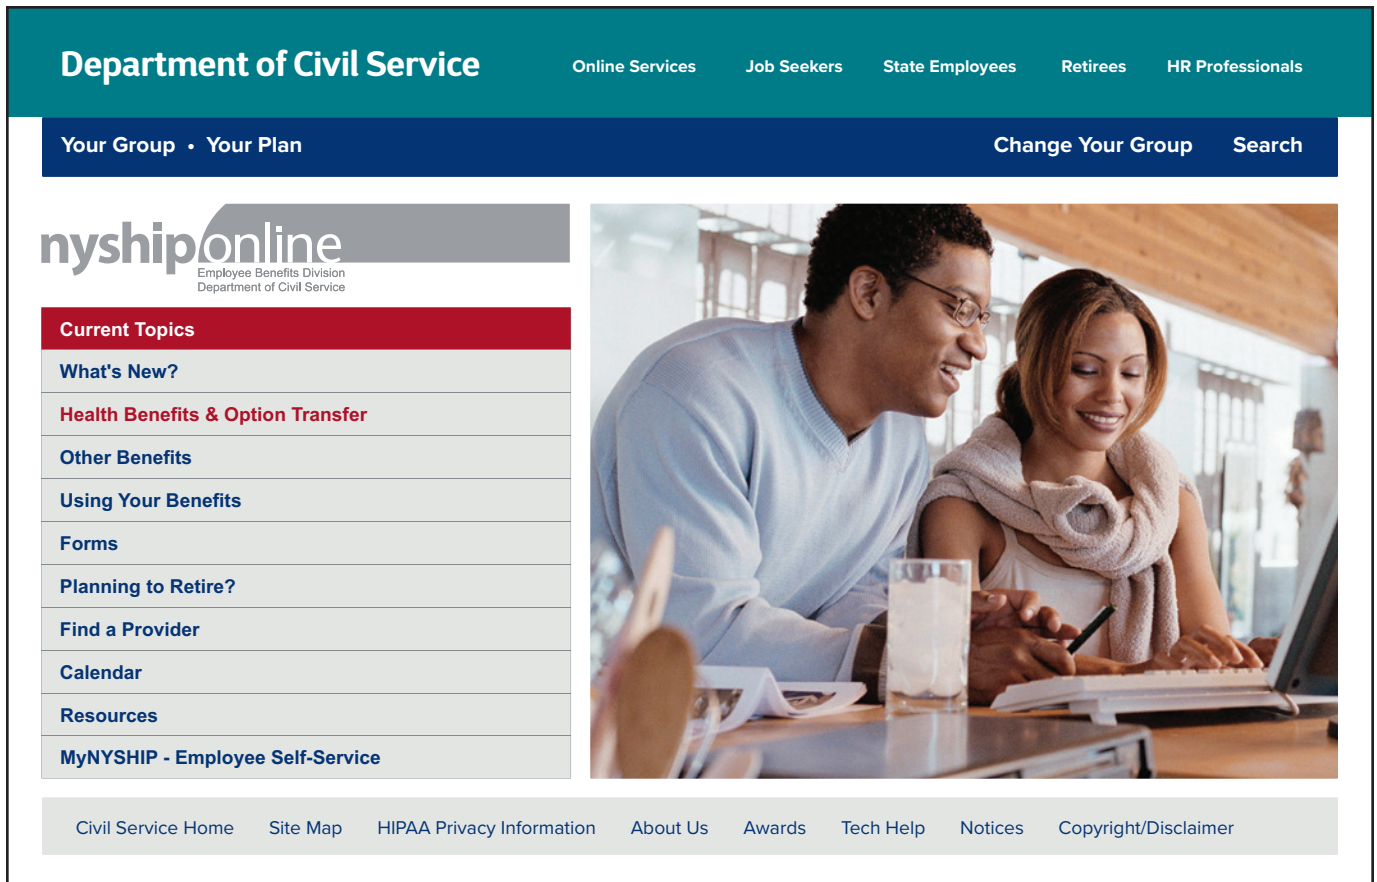 Department of Civil Service
Online Services Job Seekers State Employees Retirees HR Professionals
Your Group • Your Plan
Change Your Group Search
nyshiponline
Employee Benefits Division
Department of Civil Service
Current Topics
What's New?
Health Benefits & Option Transfer
Other Benefits
Using Your Benefits
Forms
Planning to Retire?
Find a Provider
Calendar
Resources
MyNYSHIP - Employee Self-Service
Civil Service Home Site Map HIPAA Privacy Information About Us Awards Tech Help Notices Copyright/Disclaimer